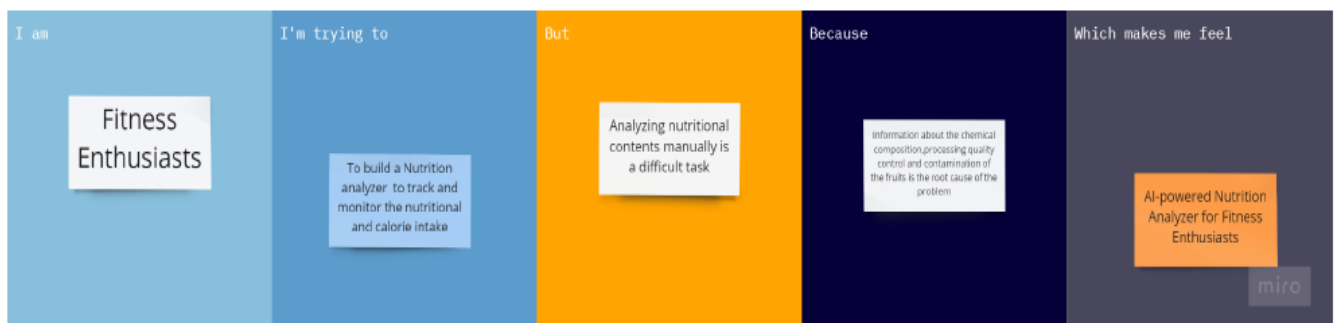 I am
Fitness
Enthusiasts
I'm trying to
To build a Nutrition
analyzer to track and
monitor the nutritional
and calorie intake
But
Analyzing nutritional
contents manually is
a difficult task
Because
Information about the chemical
composition,processing quality
control and contamination of
the fruits is the root cause of the
problem
Which makes me feel
AI-powered Nutrition
Analyzer for Fitness
Enthusiasts
miro